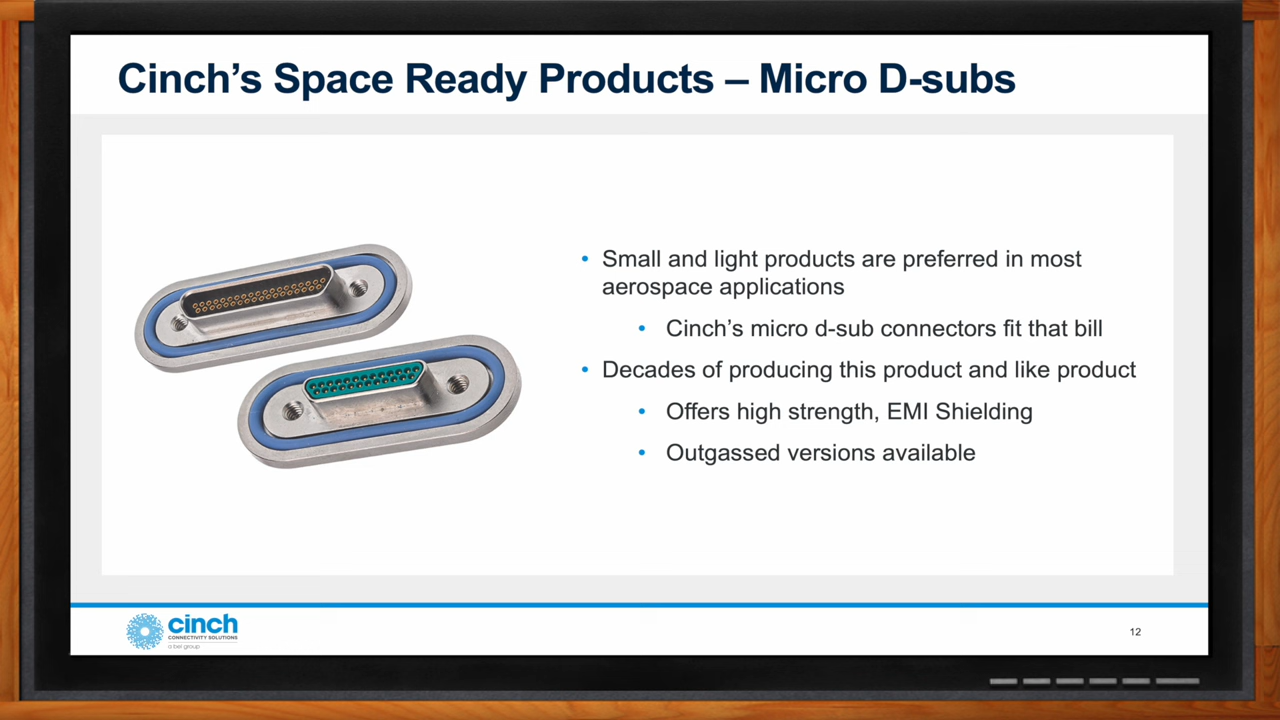 Cinch’s Space Ready Products – Micro D-subs
• Small and light products are preferred in most
aerospace applications
• Cinch’s micro d-sub connectors fit that bill
• Decades of producing this product and like product
• Offers high strength, EMI Shielding
• Outgassed versions available
cinch
CONNECTIVITY SOLUTIONS
a bel group
12